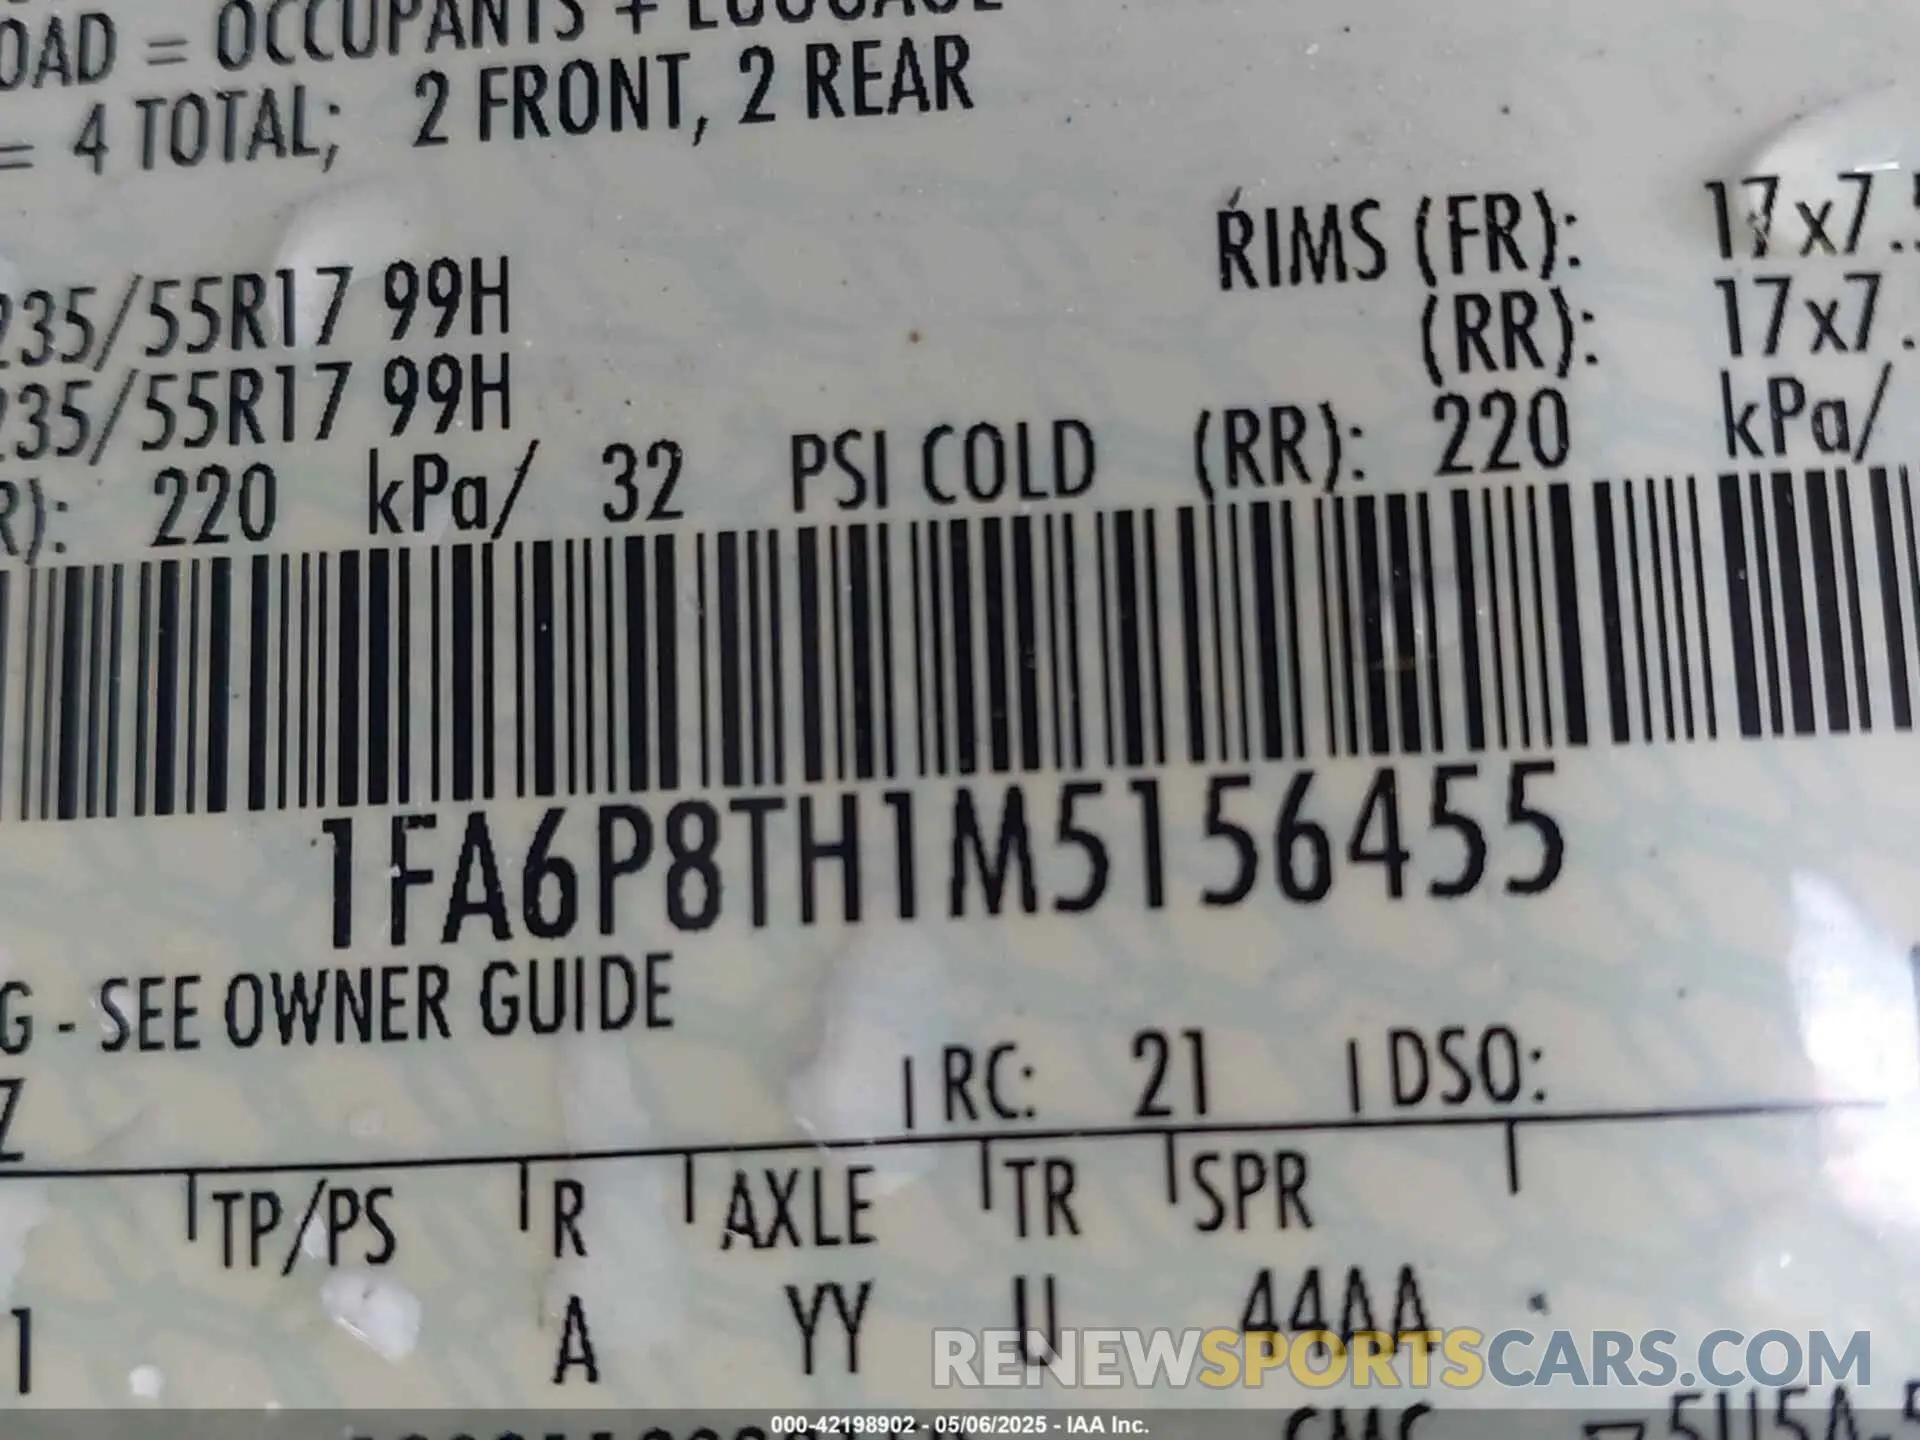 OAD = OCCUPANTS + LUGGAGE
= 4 TOTAL; 2 FRONT, 2 REAR
RIMS (FR): 17x7.5
235/55R17 99H
(RR): 17x7.
235/55R17 99H
R): 220 kPa/ 32 PSI COLD (RR): 220 kPa/
1FA6P8TH1M5156455
G - SEE OWNER GUIDE
Z
| RC: 21 | DSO:
TP/PS R AXLE TR SPR
1 A YY U 44AA
RENEWSPORTSCARS.COM
000-42198902 - 05/06/2025 - IAA Inc.